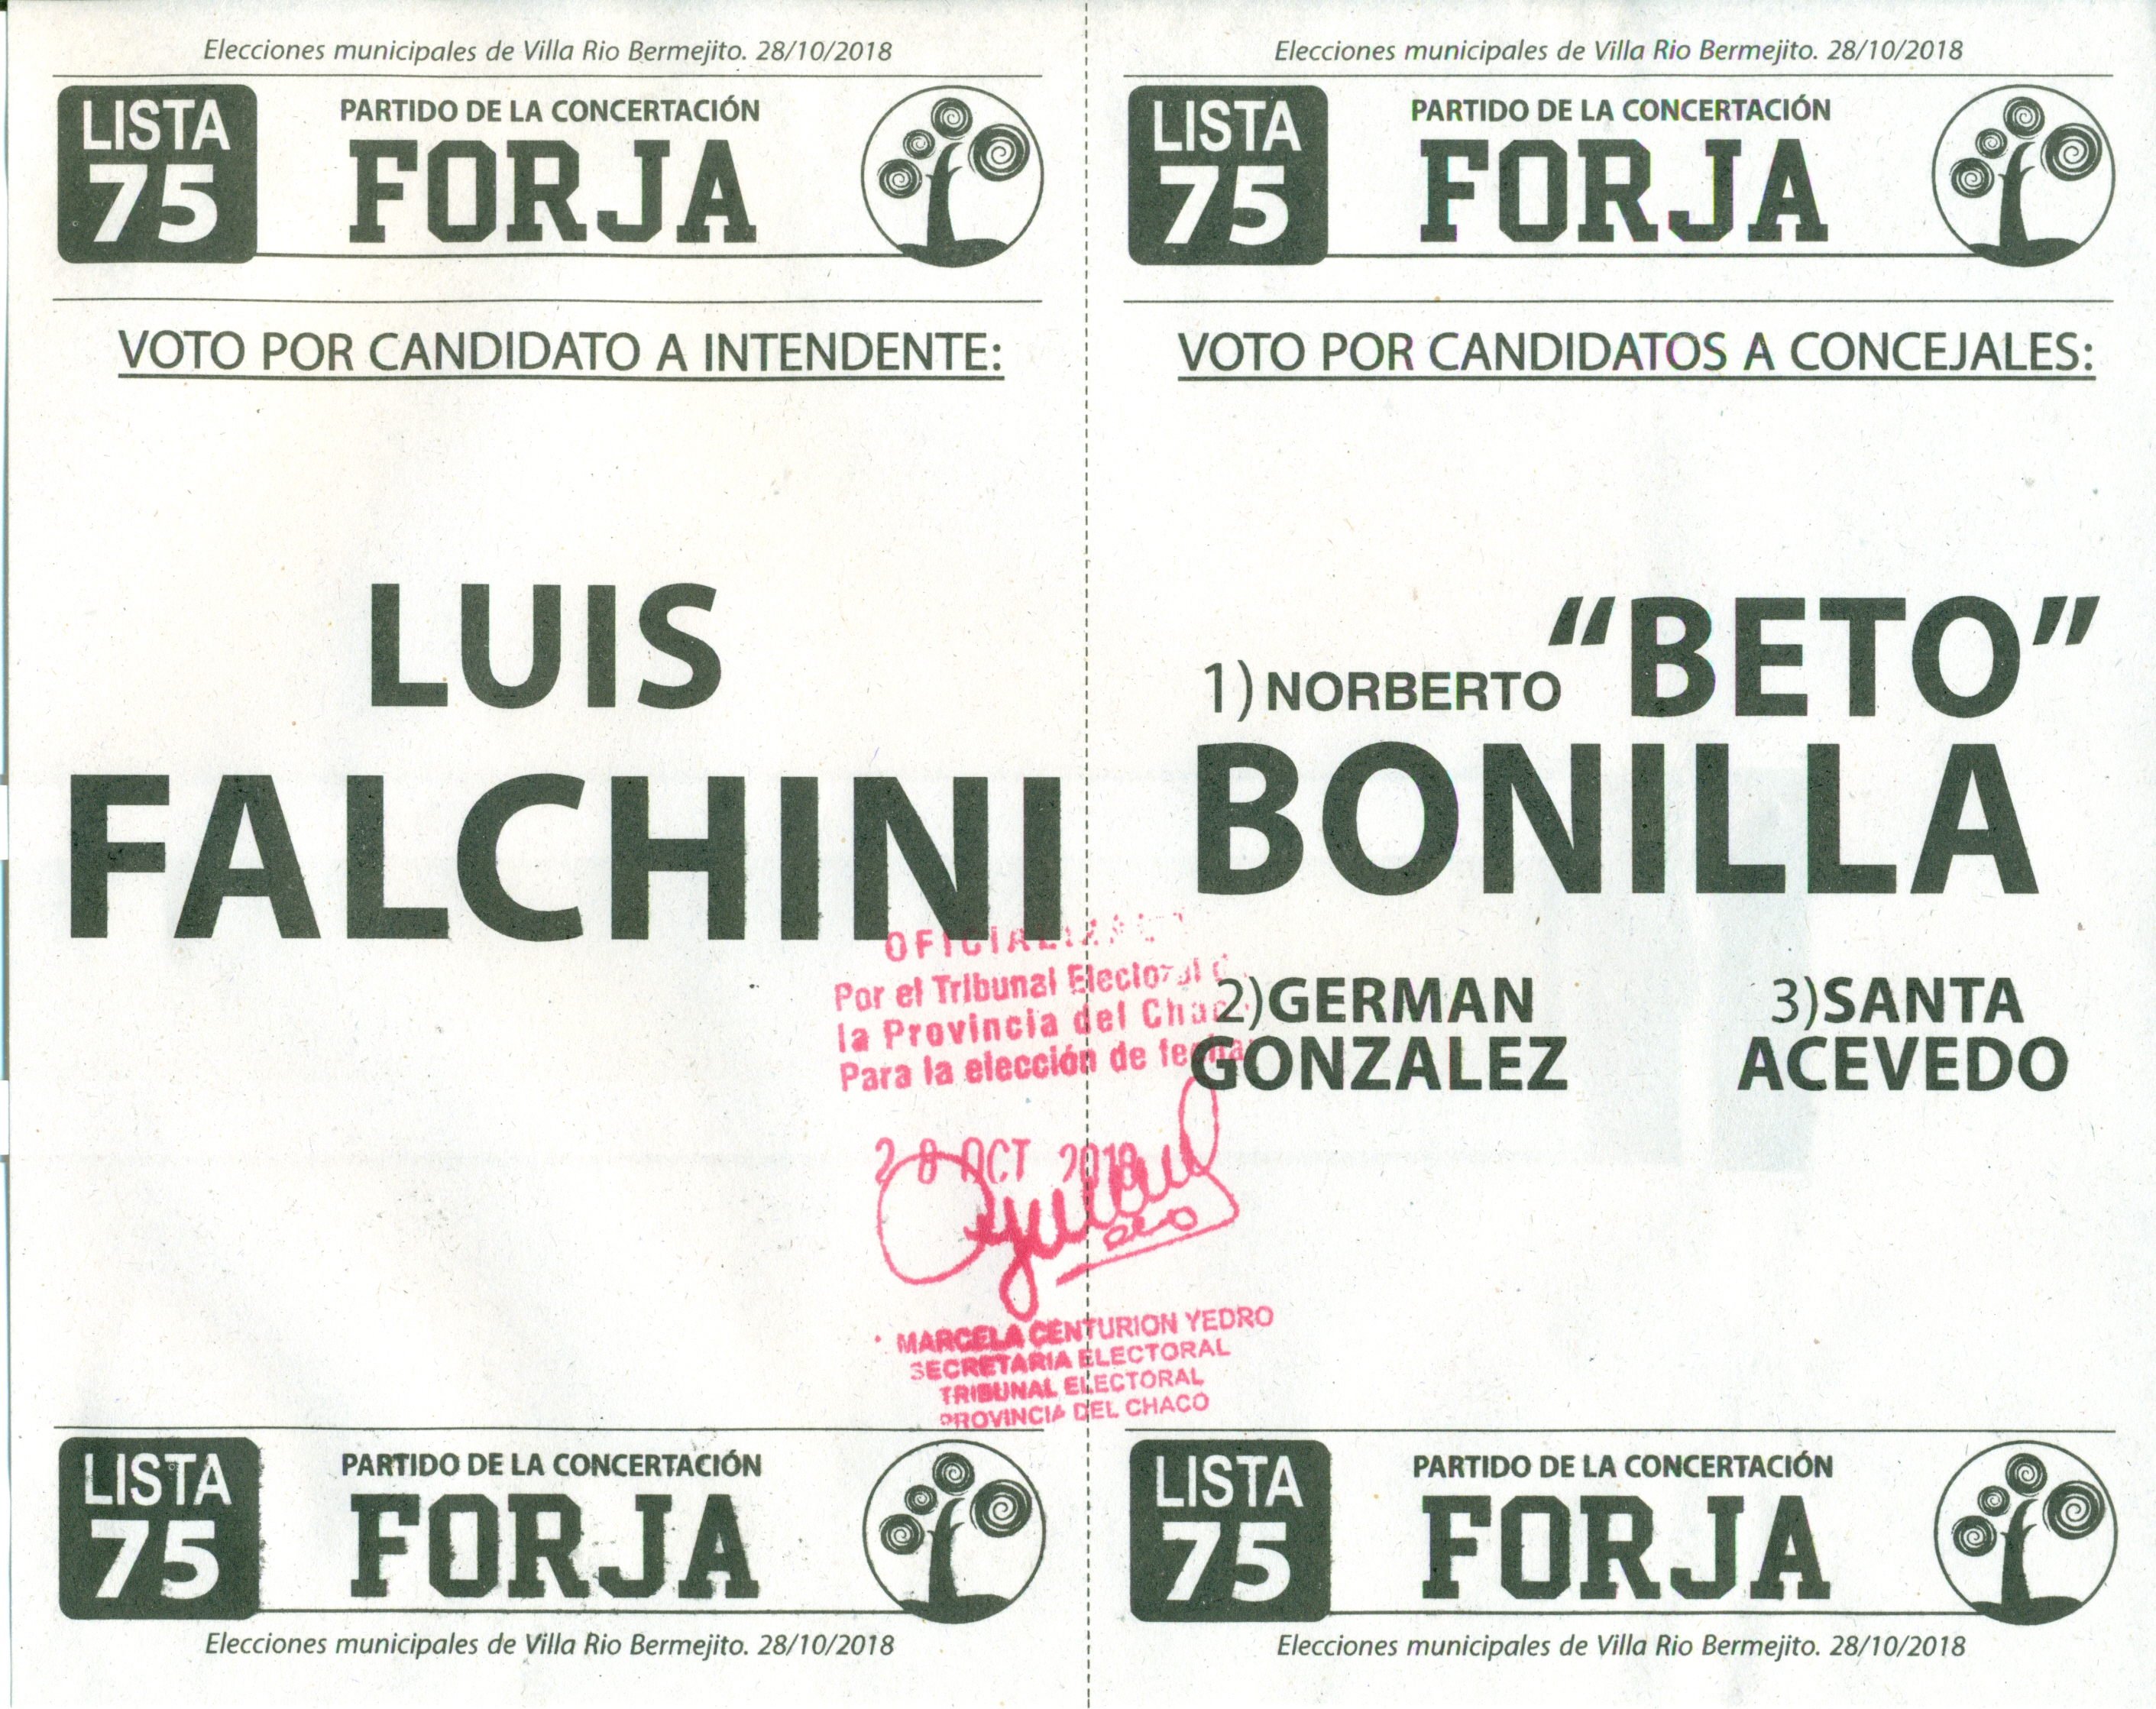 Elecciones municipales de Villa Rio Bermejito. 28/10/2018
LISTA
75
PARTIDO DE LA CONCERTACIÓN
FORJA
VOTO POR CANDIDATO A INTENDENTE:
LUIS
FALCHINI
LISTA
75
PARTIDO DE LA CONCERTACIÓN
FORJA
Elecciones municipales de Villa Rio Bermejito. 28/10/2018
Elecciones municipales de Villa Rio Bermejito. 28/10/2018
LISTA
75
PARTIDO DE LA CONCERTACIÓN
FORJA
VOTO POR CANDIDATOS A CONCEJALES:
1) NORBERTO “BETO”
BONILLA
2)GERMAN
GONZALEZ
3)SANTA
ACEVEDO
LISTA
75
PARTIDO DE LA CONCERTACIÓN
FORJA
Elecciones municipales de Villa Rio Bermejito. 28/10/2018
Por el Tribunal Electoral
la Provincia del Chaco
Para la elección de fecha
28 OCT 2018
MARCELA CENTURION YEDRO
SECRETARIA ELECTORAL
TRIBUNAL ELECTORAL
PROVINCIA DEL CHACO